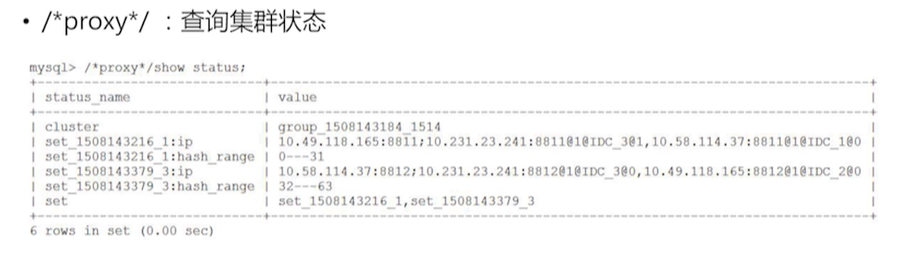 • /*proxy*/ ：查询集群状态
mysql> /*proxy*/show status;
+-----------------------------+------------------------------------------------------------------------------+
| status_name | value |
+-----------------------------+------------------------------------------------------------------------------+
| cluster | group_1508143184_1514
| set_1508143216_1:ip | 10.49.118.165:8811;10.231.23.241:8811@1@IDC_3@1,10.58.114.37:8811@1@IDC_1@0 |
| set_1508143216_1:hash_range | 0---31 |
| set_1508143379_3:ip | 10.58.114.37:8812;10.231.23.241:8812@1@IDC_3@0,10.49.118.165:8812@1@IDC_2@0 |
| set_1508143379_3:hash_range | 32---63 |
| set | set_1508143216_1,set_1508143379_3 |
+-----------------------------+------------------------------------------------------------------------------+
6 rows in set (0.00 sec)